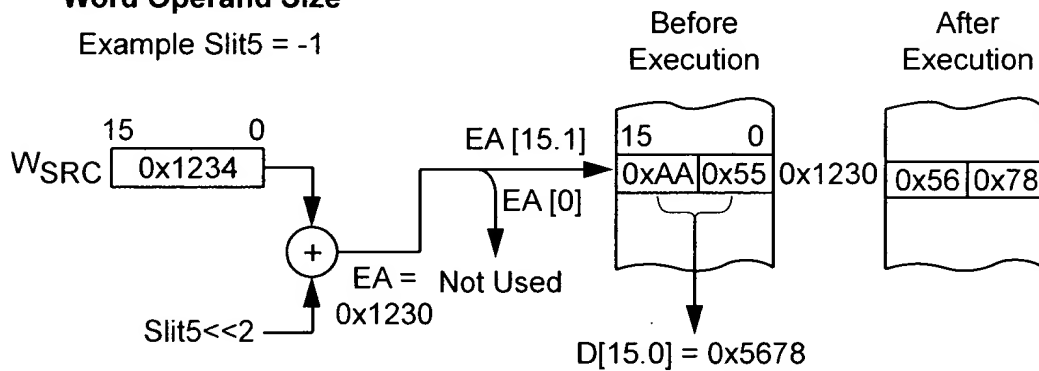 Word Operand Size
Example Slit5 = -1
Before
Execution
After
Execution
15 0
WSRC 0x1234
EA [15.1]
EA [0]
15 0
0xAA 0x55 0x1230
0x56 0x78
+
EA =
0x1230
Not Used
Slit5<<2
D[15.0] = 0x5678